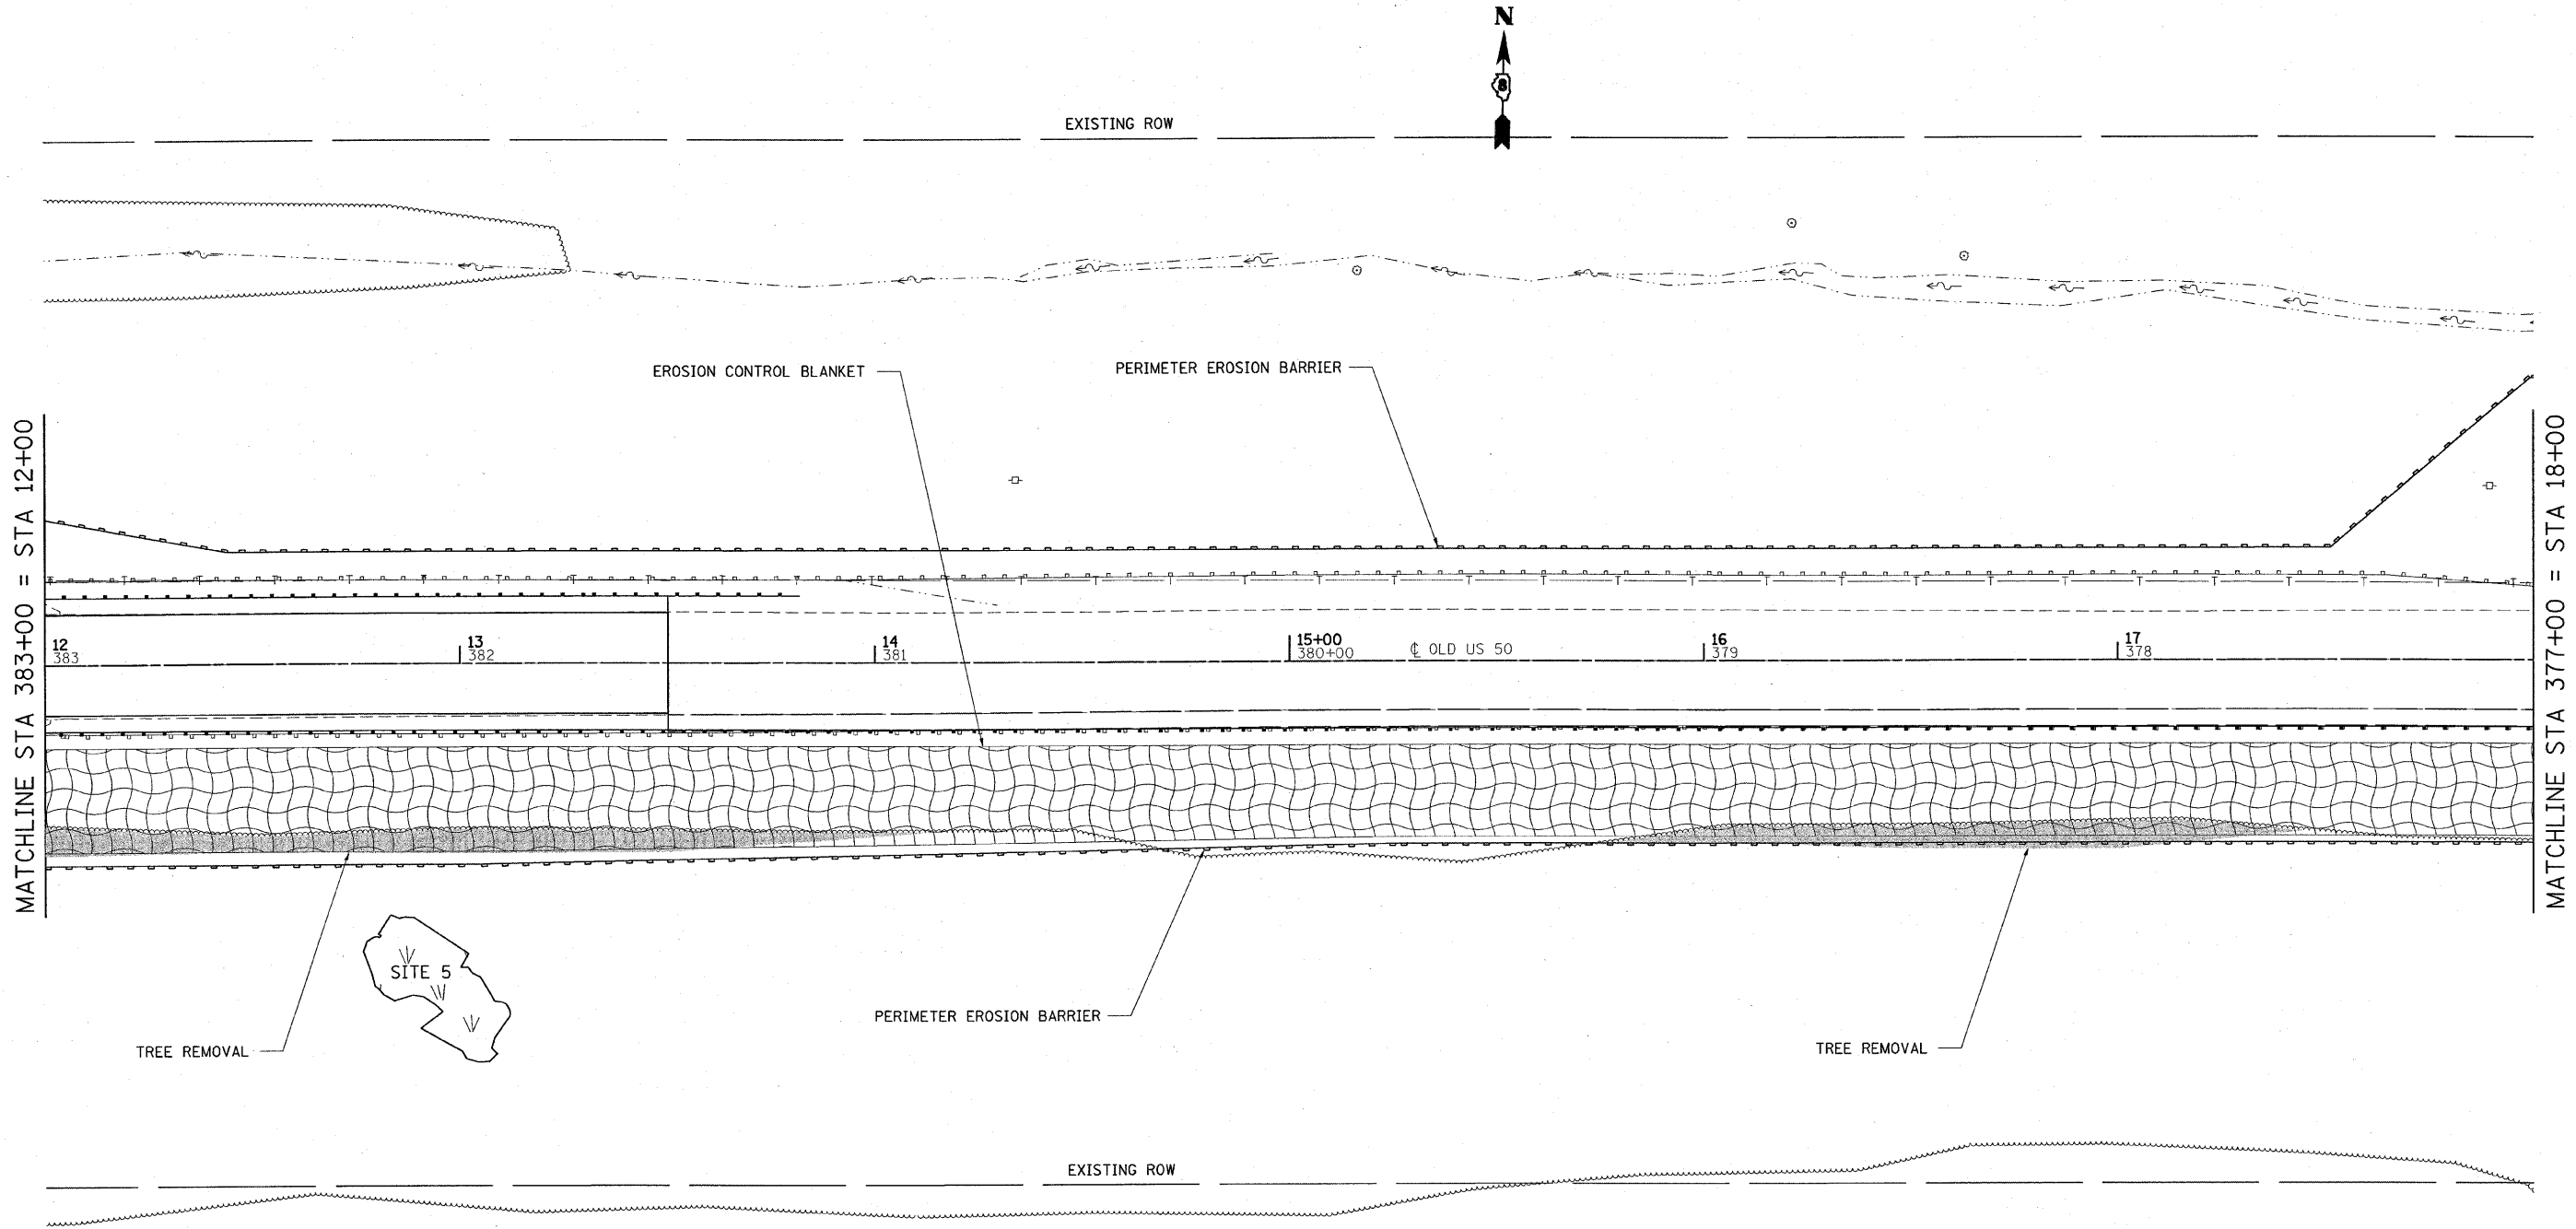 N
EXISTING ROW
EROSION CONTROL BLANKET
PERIMETER EROSION BARRIER
MATCHLINE STA 383+00 = STA 12+00
MATCHLINE STA 377+00 = STA 18+00
12
383
13
382
14
381
15+00
380+00
℄ OLD US 50
16
379
17
378
SITE 5
PERIMETER EROSION BARRIER
TREE REMOVAL
TREE REMOVAL
EXISTING ROW